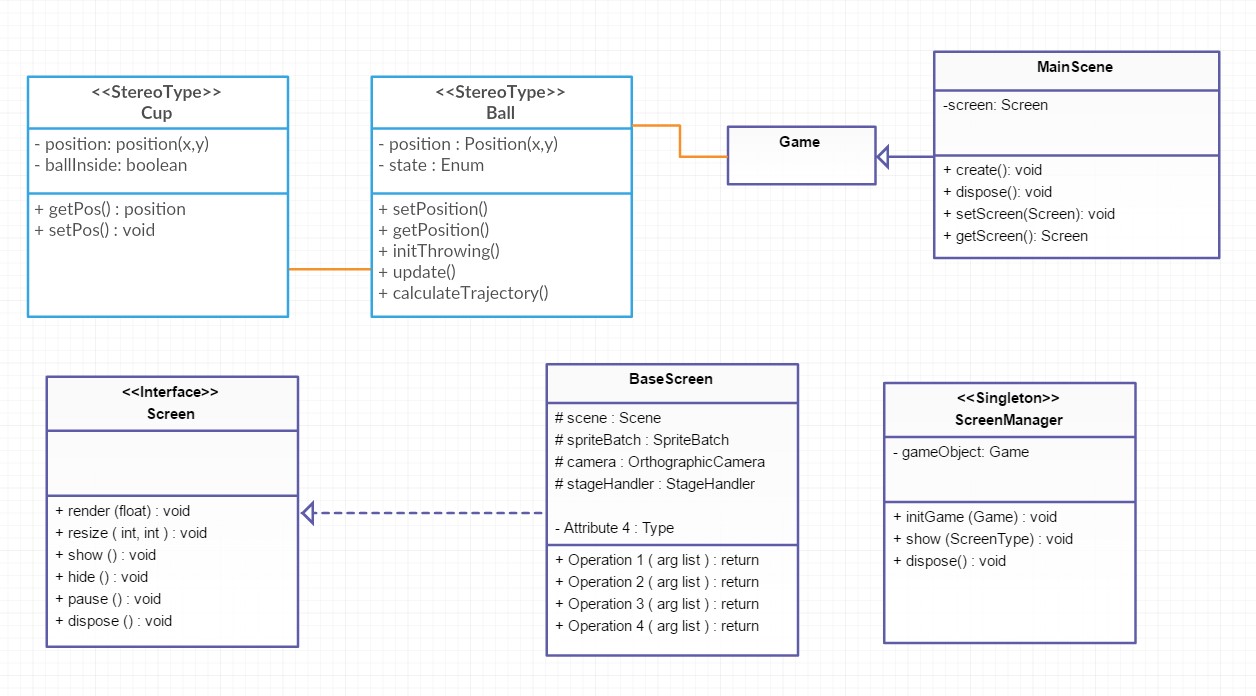 <<StereoType>>
Cup
- position: position(x,y)
- ballInside: boolean
+ getPos() : position
+ setPos() : void
<<StereoType>>
Ball
- position : Position(x,y)
- state : Enum
+ setPosition()
+ getPosition()
+ initThrowing()
+ update()
+ calculateTrajectory()
Game
MainScene
-screen: Screen
+ create(): void
+ dispose(): void
+ setScreen(Screen): void
+ getScreen(): Screen
<<Interface>>
Screen
+ render (float) : void
+ resize ( int, int ) : void
+ show () : void
+ hide () : void
+ pause () : void
+ dispose () : void
BaseScreen
# scene : Scene
# spriteBatch : SpriteBatch
# camera : OrthographicCamera
# stageHandler : StageHandler
- Attribute 4 : Type
+ Operation 1 ( arg list ) : return
+ Operation 2 ( arg list ) : return
+ Operation 3 ( arg list ) : return
+ Operation 4 ( arg list ) : return
<<Singleton>>
ScreenManager
- gameObject: Game
+ initGame (Game) : void
+ show (ScreenType) : void
+ dispose() : void